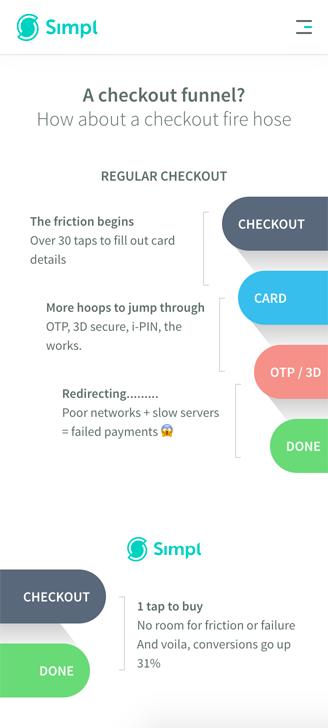 Simpl
A checkout funnel?
How about a checkout fire hose
REGULAR CHECKOUT
The friction begins
Over 30 taps to fill out card
details
CHECKOUT
More hoops to jump through
OTP, 3D secure, i-PIN, the
works.
CARD
OTP / 3D
Redirecting.........
Poor networks + slow servers
= failed payments 😱
DONE
Simpl
CHECKOUT
DONE
1 tap to buy
No room for friction or failure
And voila, conversions go up
31%